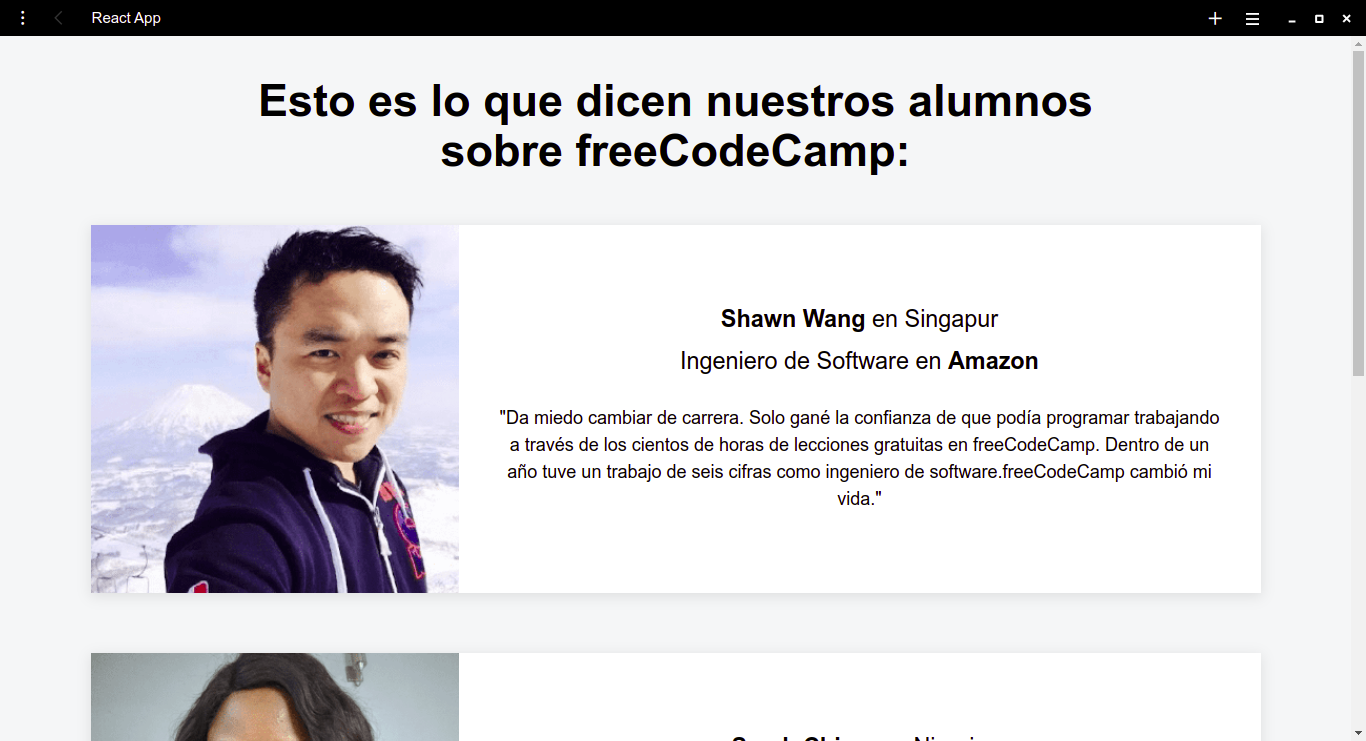 React App
Esto es lo que dicen nuestros alumnos
sobre freeCodeCamp:
Shawn Wang en Singapur
Ingeniero de Software en Amazon
"Da miedo cambiar de carrera. Solo gané la confianza de que podía programar trabajando
a través de los cientos de horas de lecciones gratuitas en freeCodeCamp. Dentro de un
año tuve un trabajo de seis cifras como ingeniero de software.freeCodeCamp cambió mi
vida."